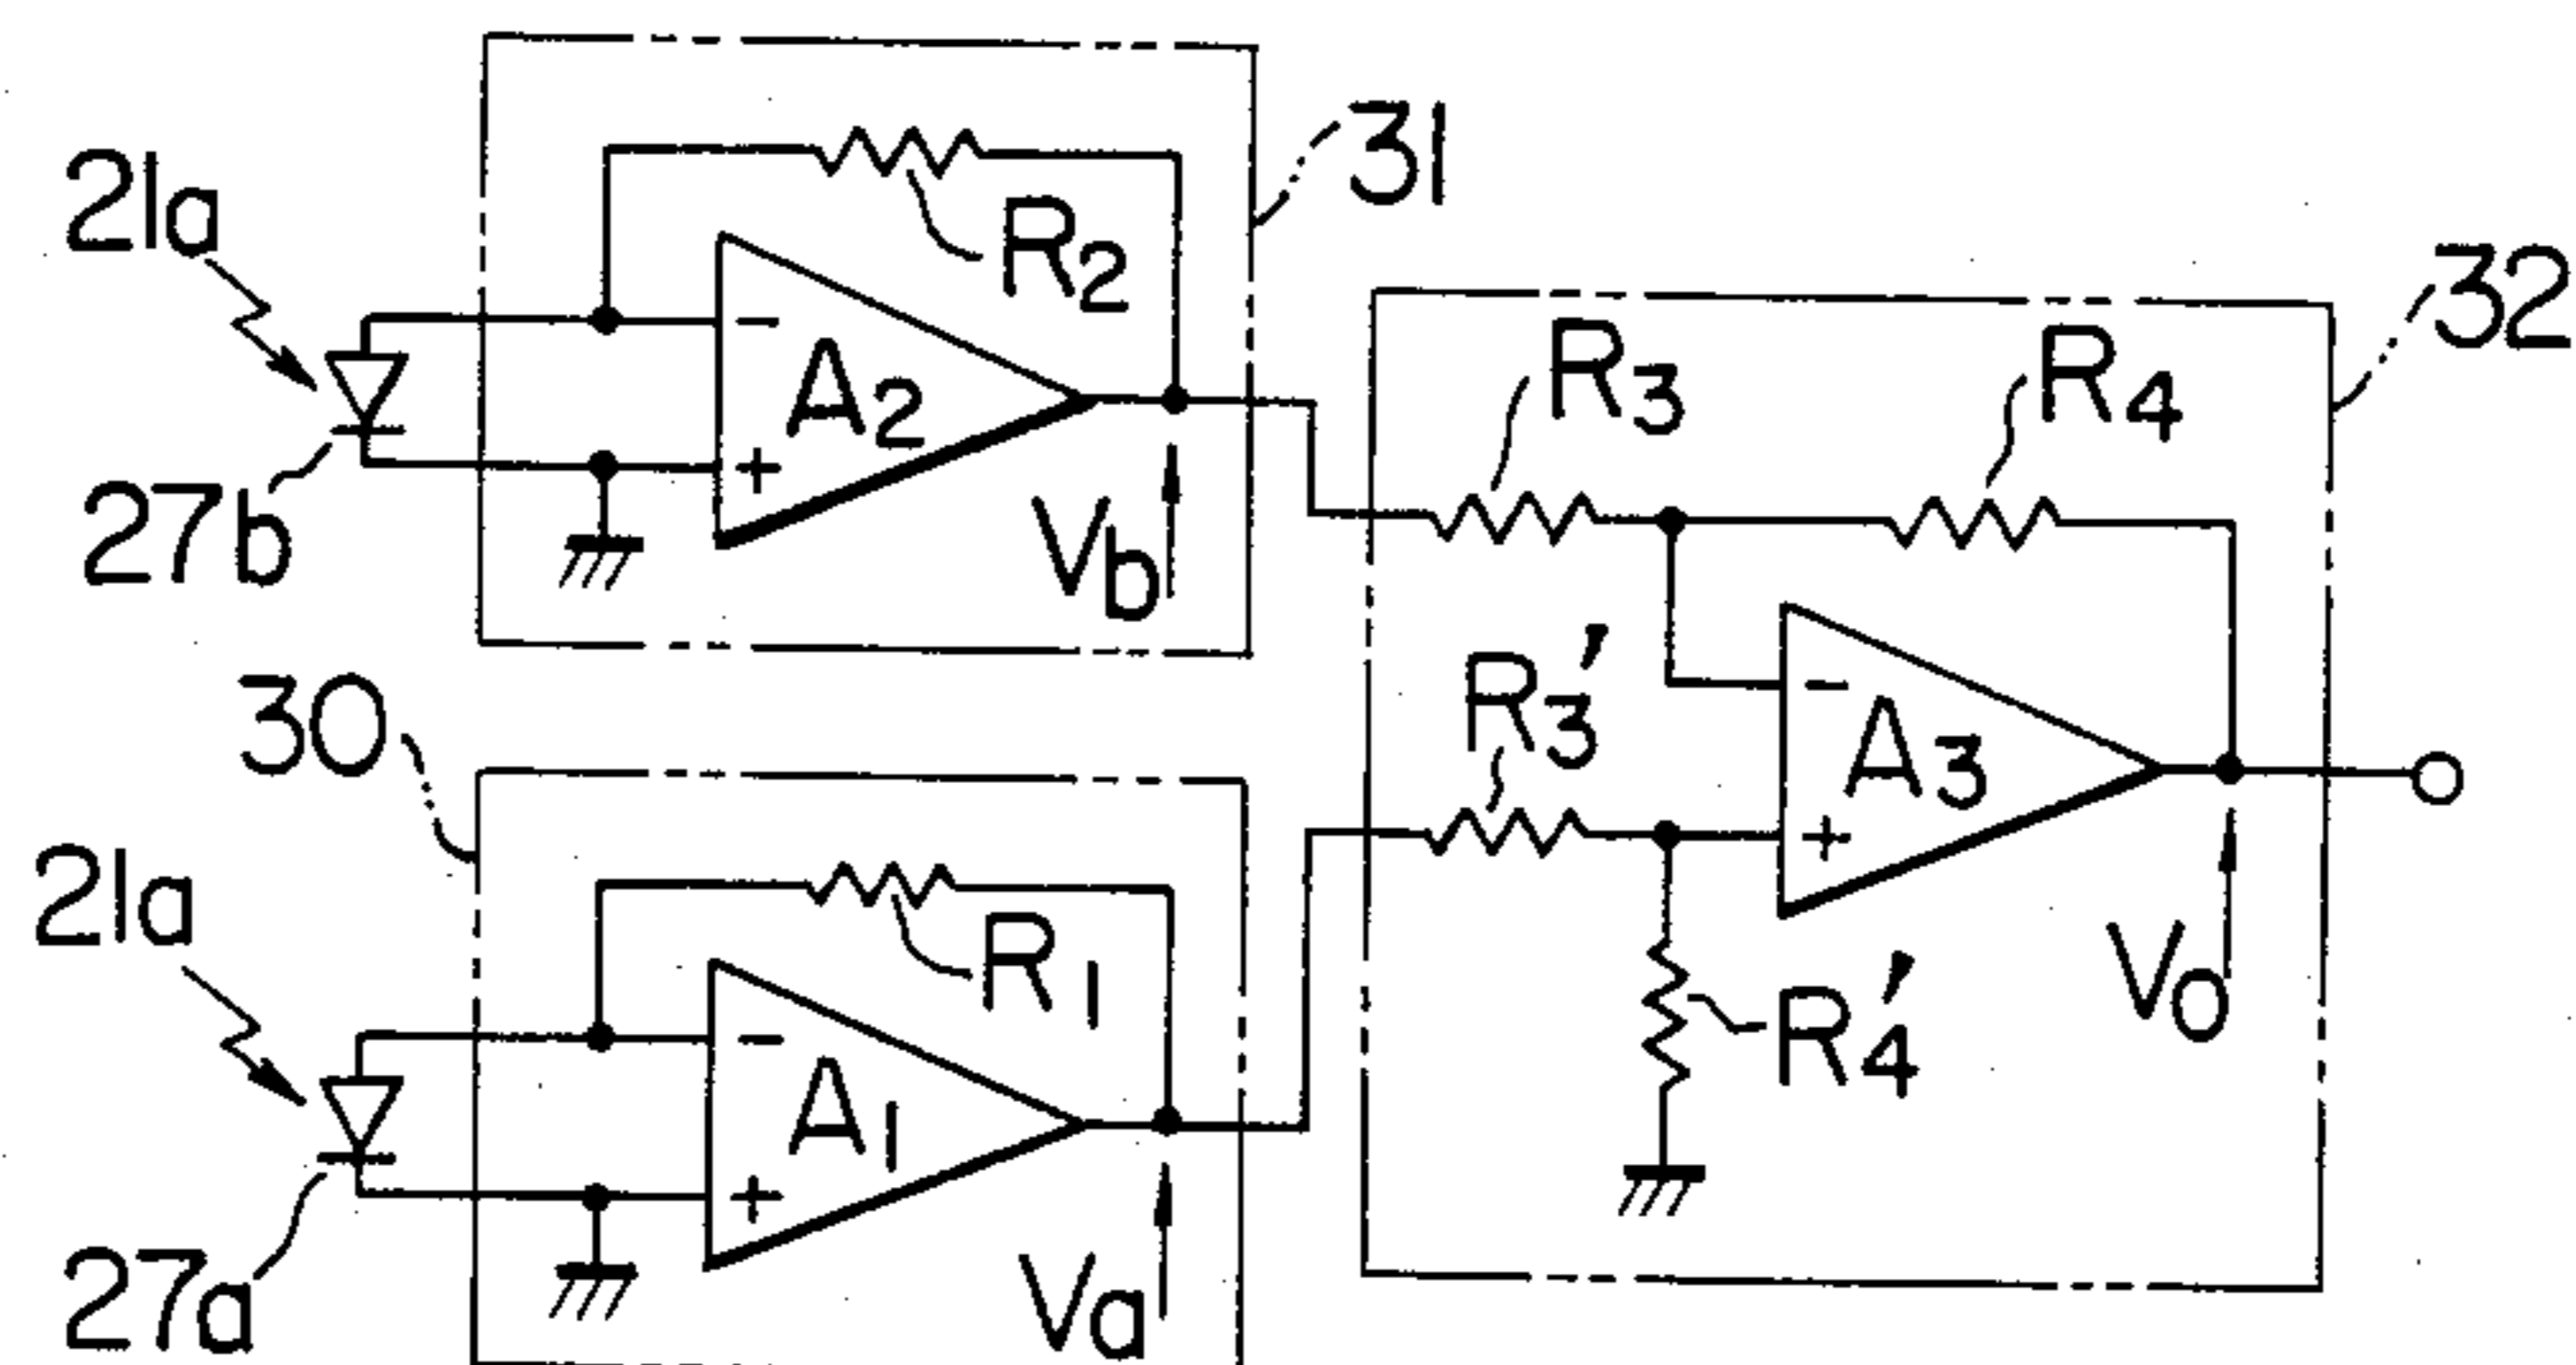 31
21a
R2
32
-
A2
+
27b
Vb
R3
R4
R3'
-
A3
+
Vo
R4'
30
21a
R1
-
A1
+
27a
Va